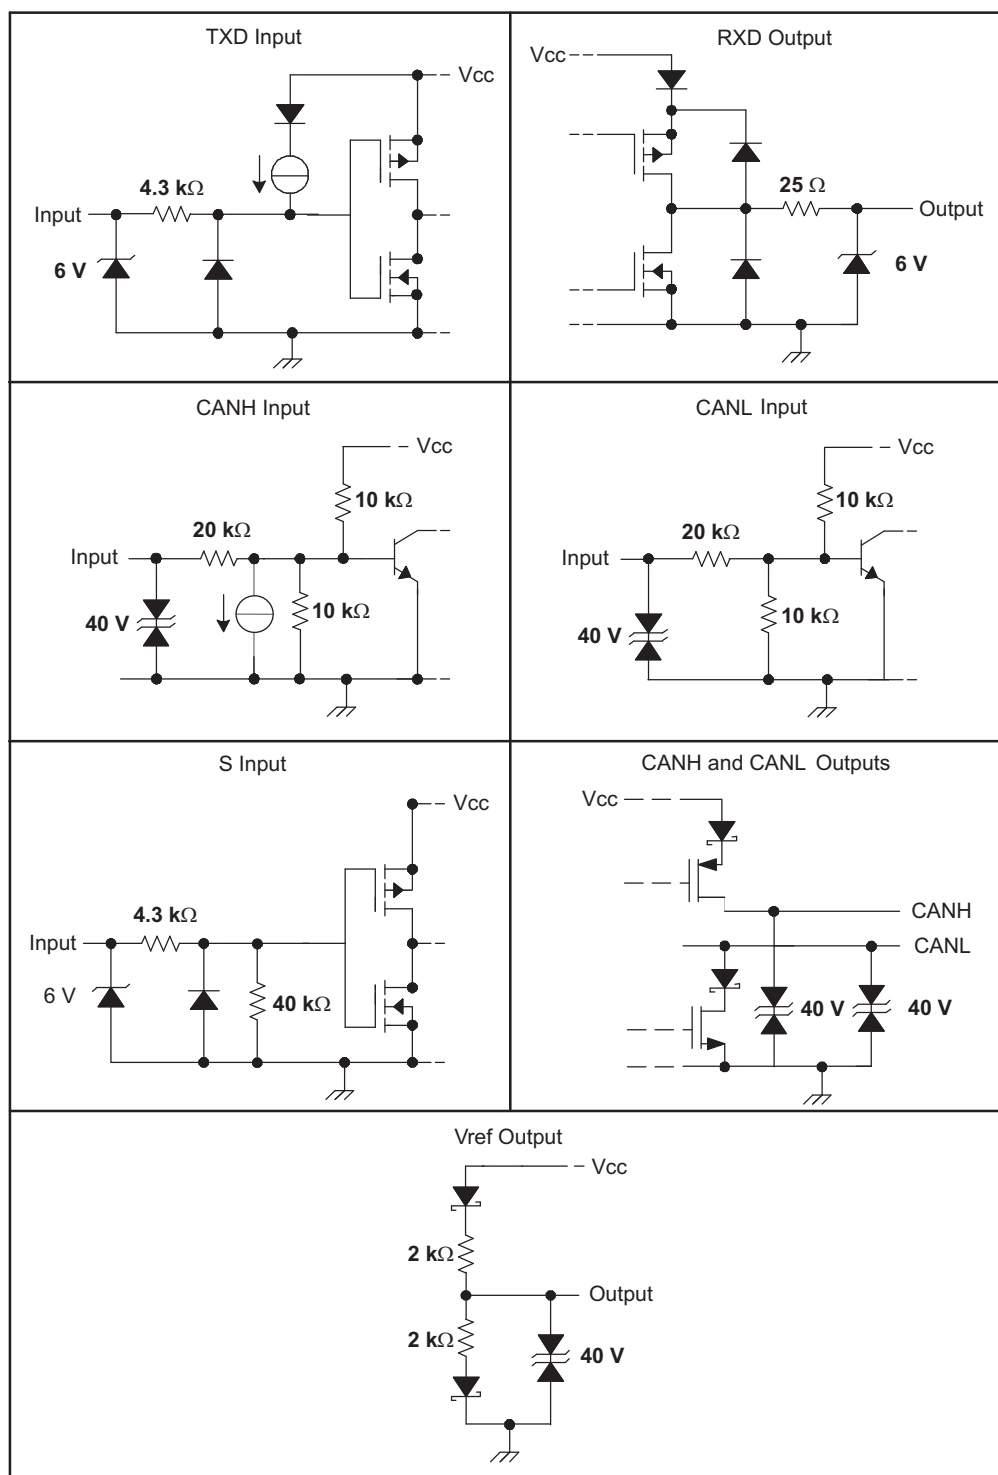 TXD Input
Vcc
4.3 kΩ
Input
6 V
RXD Output
Vcc
25 Ω
Output
6 V
CANH Input
Vcc
10 kΩ
20 kΩ
Input
10 kΩ
40 V
CANL Input
Vcc
10 kΩ
20 kΩ
Input
10 kΩ
40 V
S Input
Vcc
4.3 kΩ
Input
6 V
40 kΩ
CANH and CANL Outputs
Vcc
CANH
CANL
40 V
40 V
Vref Output
Vcc
2 kΩ
Output
2 kΩ
40 V